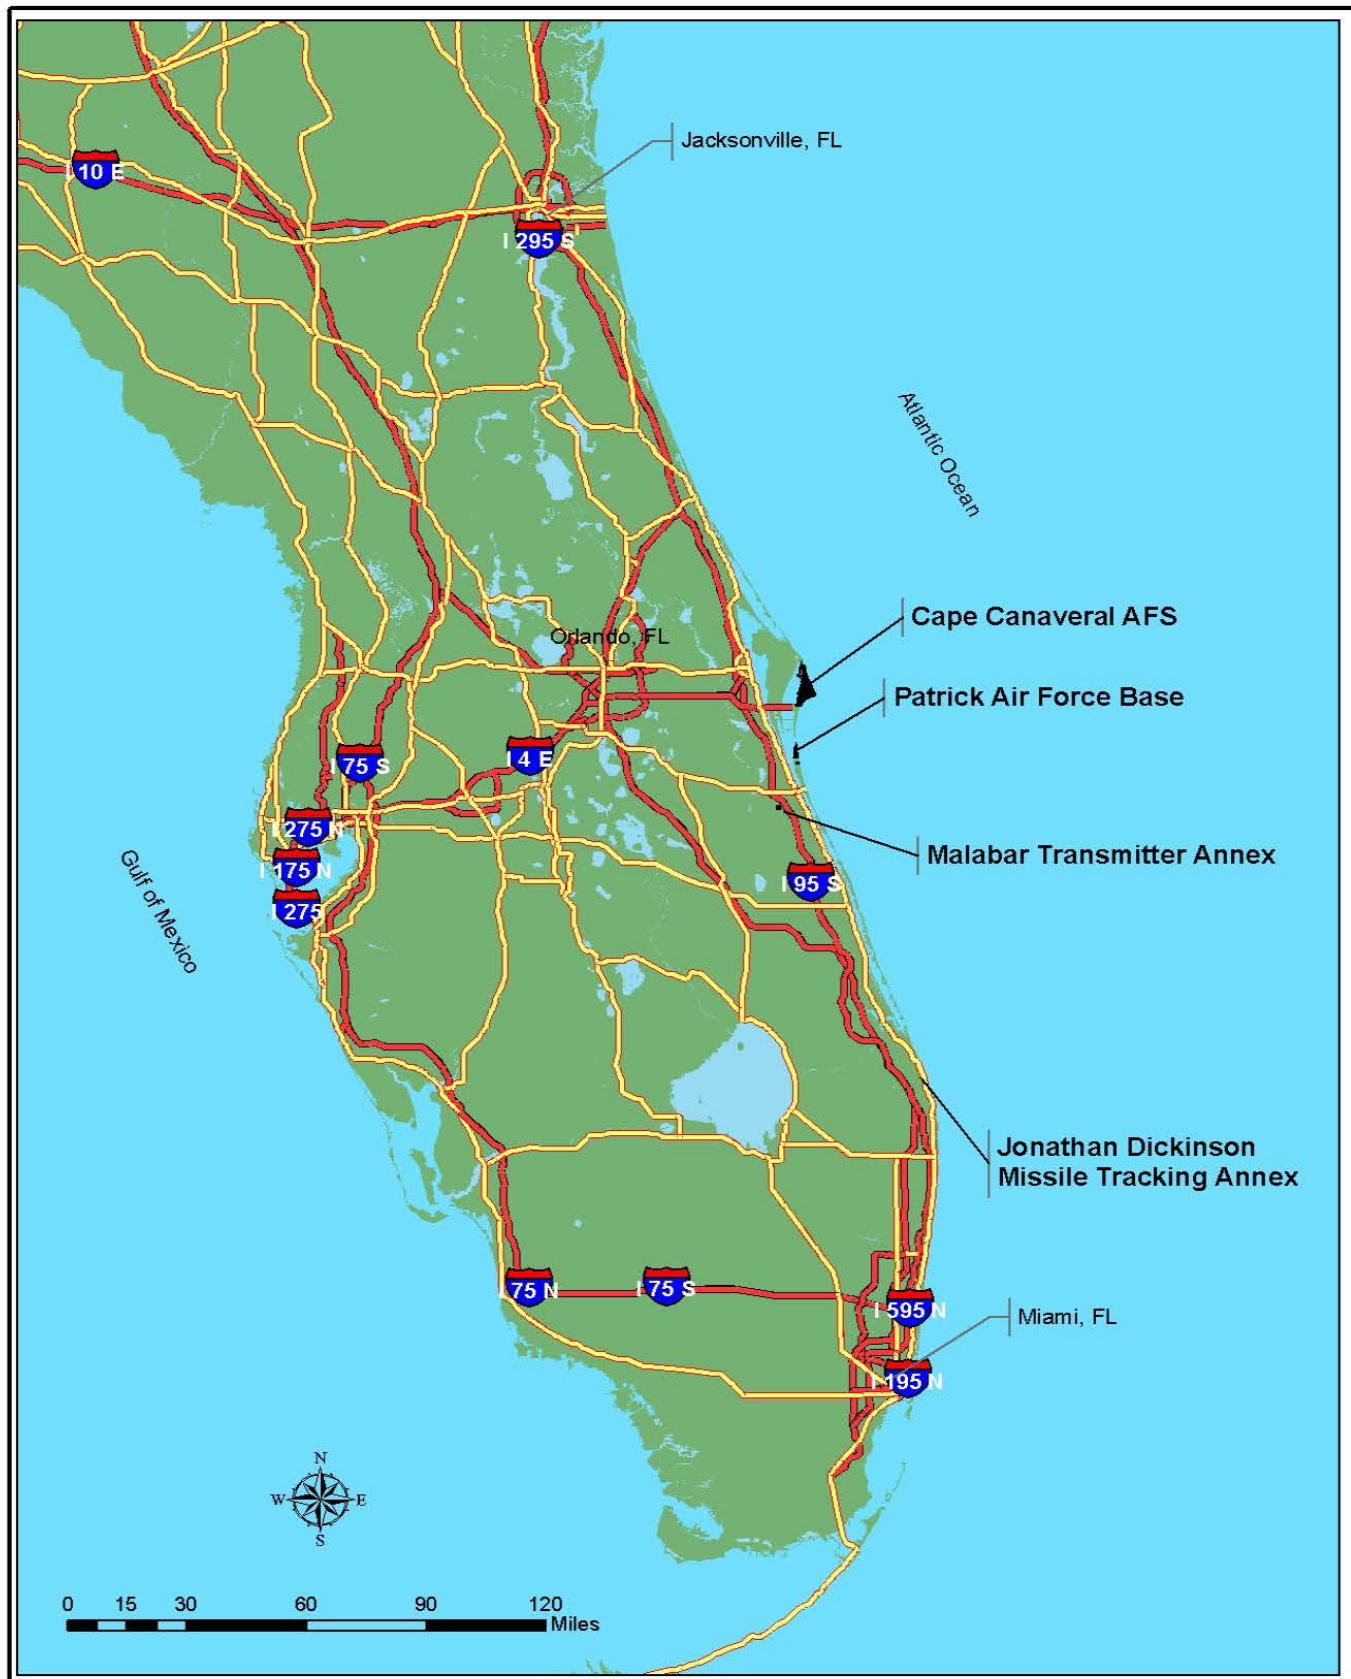 Jacksonville, FL
I 10 E
I 295 S
Atlantic Ocean
Cape Canaveral AFS
Orlando, FL
Patrick Air Force Base
I 75 S
I 4 E
I 275 N
Malabar Transmitter Annex
I 175 N
I 95 S
I 275
Gulf of Mexico
Jonathan Dickinson
Missile Tracking Annex
I 75 N
I 75 S
I 595 N
Miami, FL
I 195 N
N
W E
S
0 15 30 60 90 120
Miles